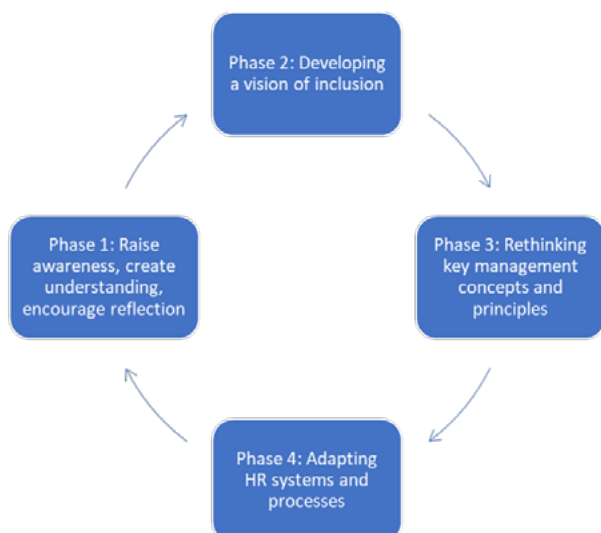 Phase 2: Developing
a vision of inclusion
Phase 1: Raise
awareness, create
understanding,
encourage reflection
Phase 3: Rethinking
key management
concepts and
principles
Phase 4: Adapting
HR systems and
processes